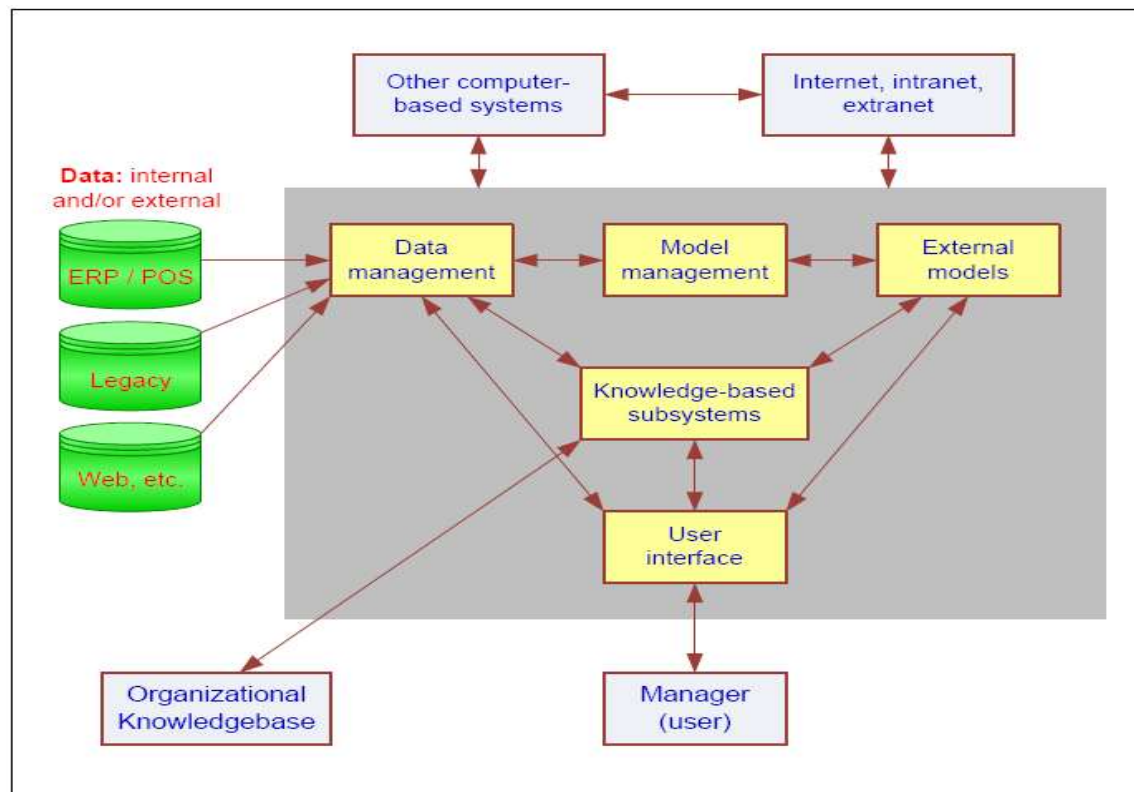 Other computer-
based systems
Internet, intranet,
extranet
Data: internal
and/or external
ERP / POS
Legacy
Web, etc.
Data
management
Model
management
External
models
Knowledge-based
subsystems
User
interface
Organizational
Knowledgebase
Manager
(user)